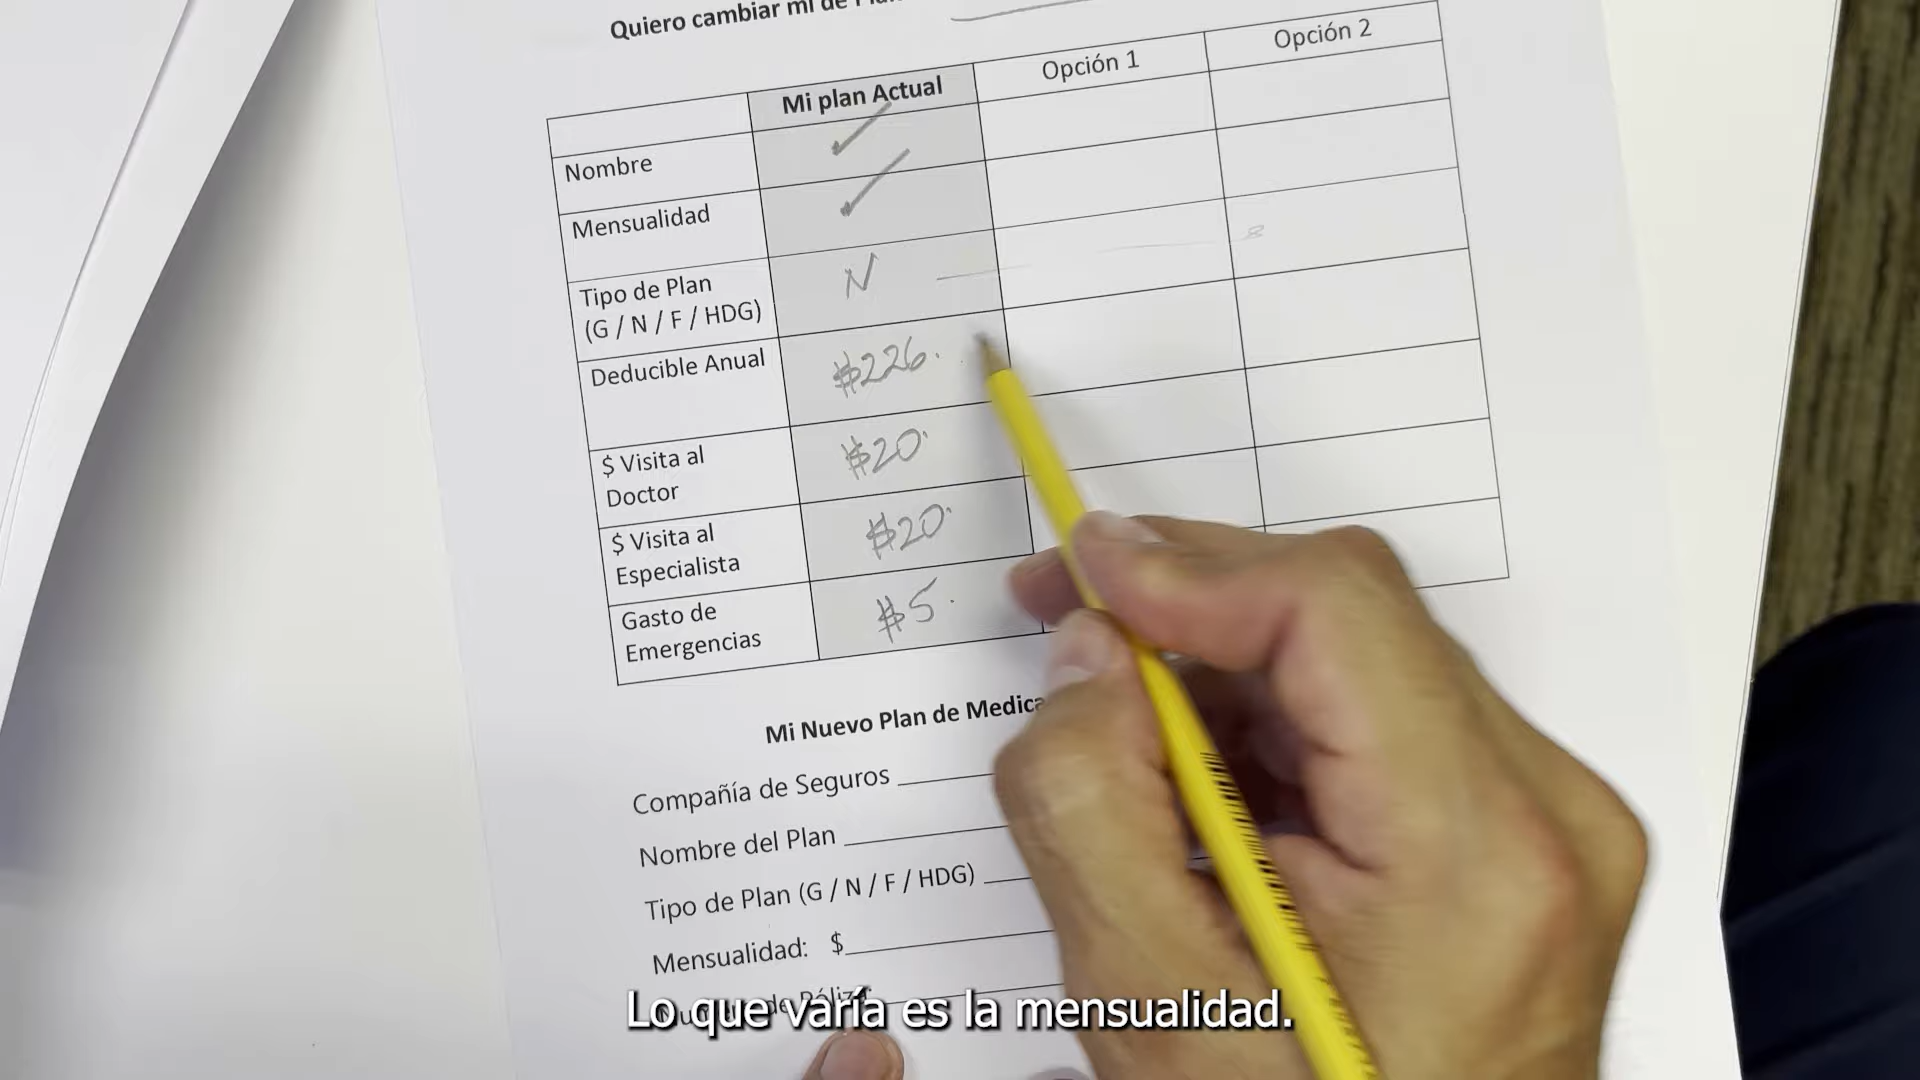 Quiero cambiar mi de
Mi plan Actual Opción 1 Opción 2
Nombre
Mensualidad
Tipo de Plan N
(G / N / F / HDG)
Deducible Anual $226.
$ Visita al $20.
Doctor
$ Visita al $20.
Especialista
Gasto de $5.
Emergencias
Mi Nuevo Plan de
Compañía de Seguros
Nombre del Plan
Tipo de Plan (G / N / F / HDG)
Mensualidad: $
Lo que varía es la mensualidad.